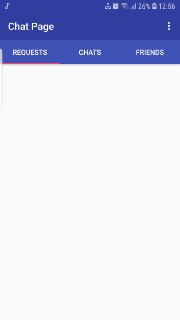 26% 12:56
Chat Page
REQUESTS CHATS FRIENDS